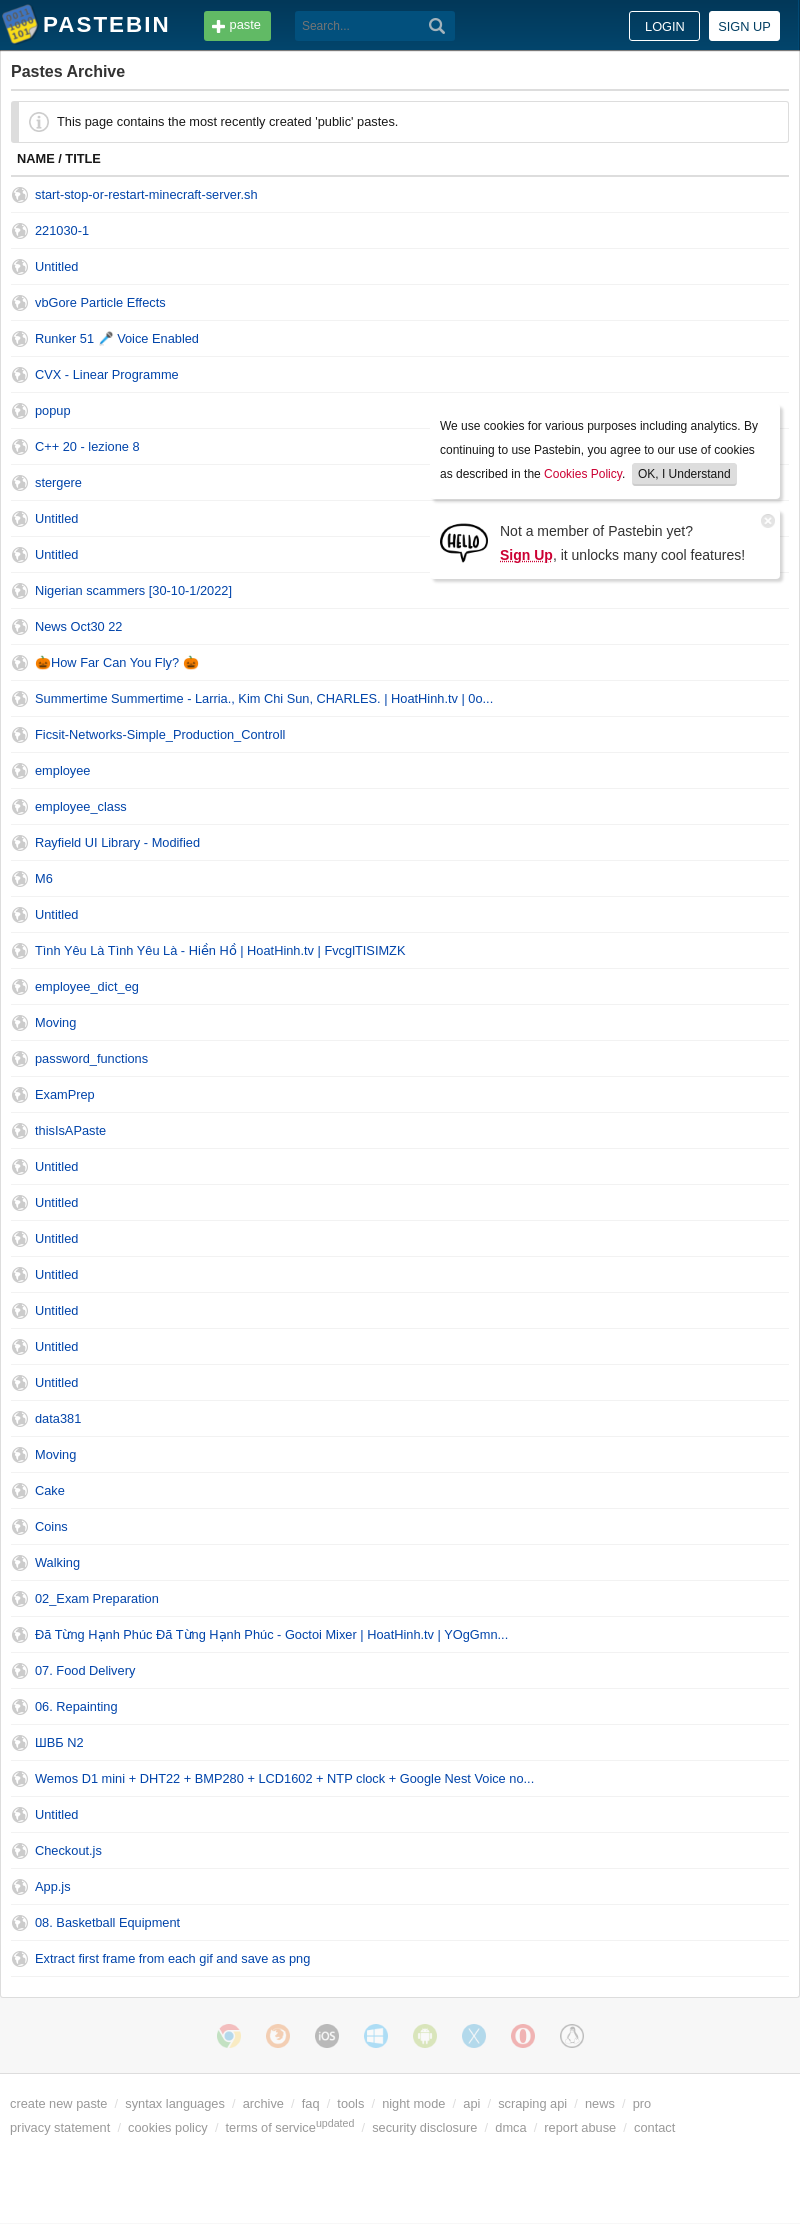 PASTEBIN
paste
Search...
LOGIN
SIGN UP
Pastes Archive
This page contains the most recently created 'public' pastes.
NAME / TITLE
start-stop-or-restart-minecraft-server.sh
221030-1
Untitled
vbGore Particle Effects
Runker 51 🎤 Voice Enabled
CVX - Linear Programme
popup
C++ 20 - lezione 8
stergere
Untitled
Untitled
We use cookies for various purposes including analytics. By
continuing to use Pastebin, you agree to our use of cookies
as described in the Cookies Policy. OK, I Understand
HELLO
Not a member of Pastebin yet?
Sign Up, it unlocks many cool features!
Nigerian scammers [30-10-1/2022]
News Oct30 22
🎃How Far Can You Fly? 🎃
Summertime Summertime - Larria., Kim Chi Sun, CHARLES. | HoatHinh.tv | 0o...
Ficsit-Networks-Simple_Production_Controll
employee
employee_class
Rayfield UI Library - Modified
M6
Untitled
Tình Yêu Là Tình Yêu Là - Hiền Hồ | HoatHinh.tv | FvcglTISIMZK
employee_dict_eg
Moving
password_functions
ExamPrep
thisIsAPaste
Untitled
Untitled
Untitled
Untitled
Untitled
Untitled
Untitled
data381
Moving
Cake
Coins
Walking
02_Exam Preparation
Đã Từng Hạnh Phúc Đã Từng Hạnh Phúc - Goctoi Mixer | HoatHinh.tv | YOgGmn...
07. Food Delivery
06. Repainting
ШВБ N2
Wemos D1 mini + DHT22 + BMP280 + LCD1602 + NTP clock + Google Nest Voice no...
Untitled
Checkout.js
App.js
08. Basketball Equipment
Extract first frame from each gif and save as png
iOS
create new paste / syntax languages / archive / faq / tools / night mode / api / scraping api / news / pro
privacy statement / cookies policy / terms of serviceupdated / security disclosure / dmca / report abuse / contact